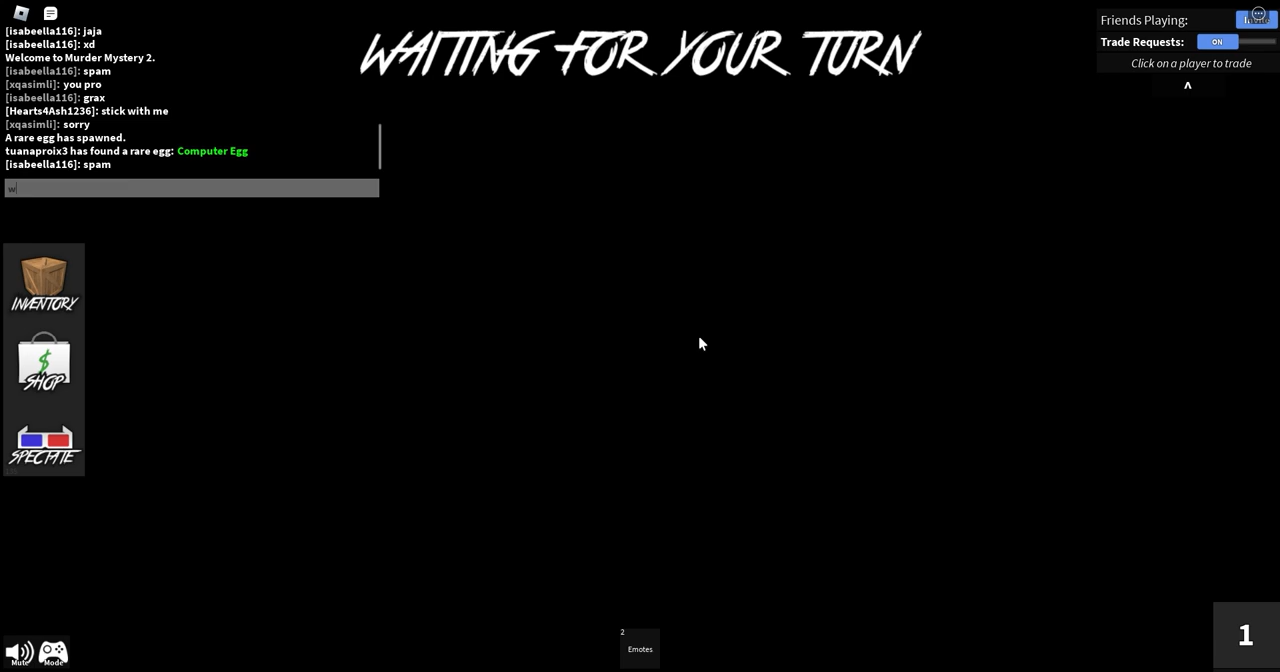 [isabeella116]: jaja
[isabeella116]: xd
Welcome to Murder Mystery 2.
[isabeella116]: spam
[xqasimli]: you pro
[isabeella116]: grax
[Hearts4Ash1236]: stick with me
[xqasimli]: sorry
A rare egg has spawned.
tuanaproix3 has found a rare egg: Computer Egg
[isabeella116]: spam
w
WAITING FOR YOUR TURN
Friends Playing:
Trade Requests: ON
Click on a player to trade
^
INVENTORY
$
SHOP
SPECTATE
Mute
Mode
2
Emotes
1